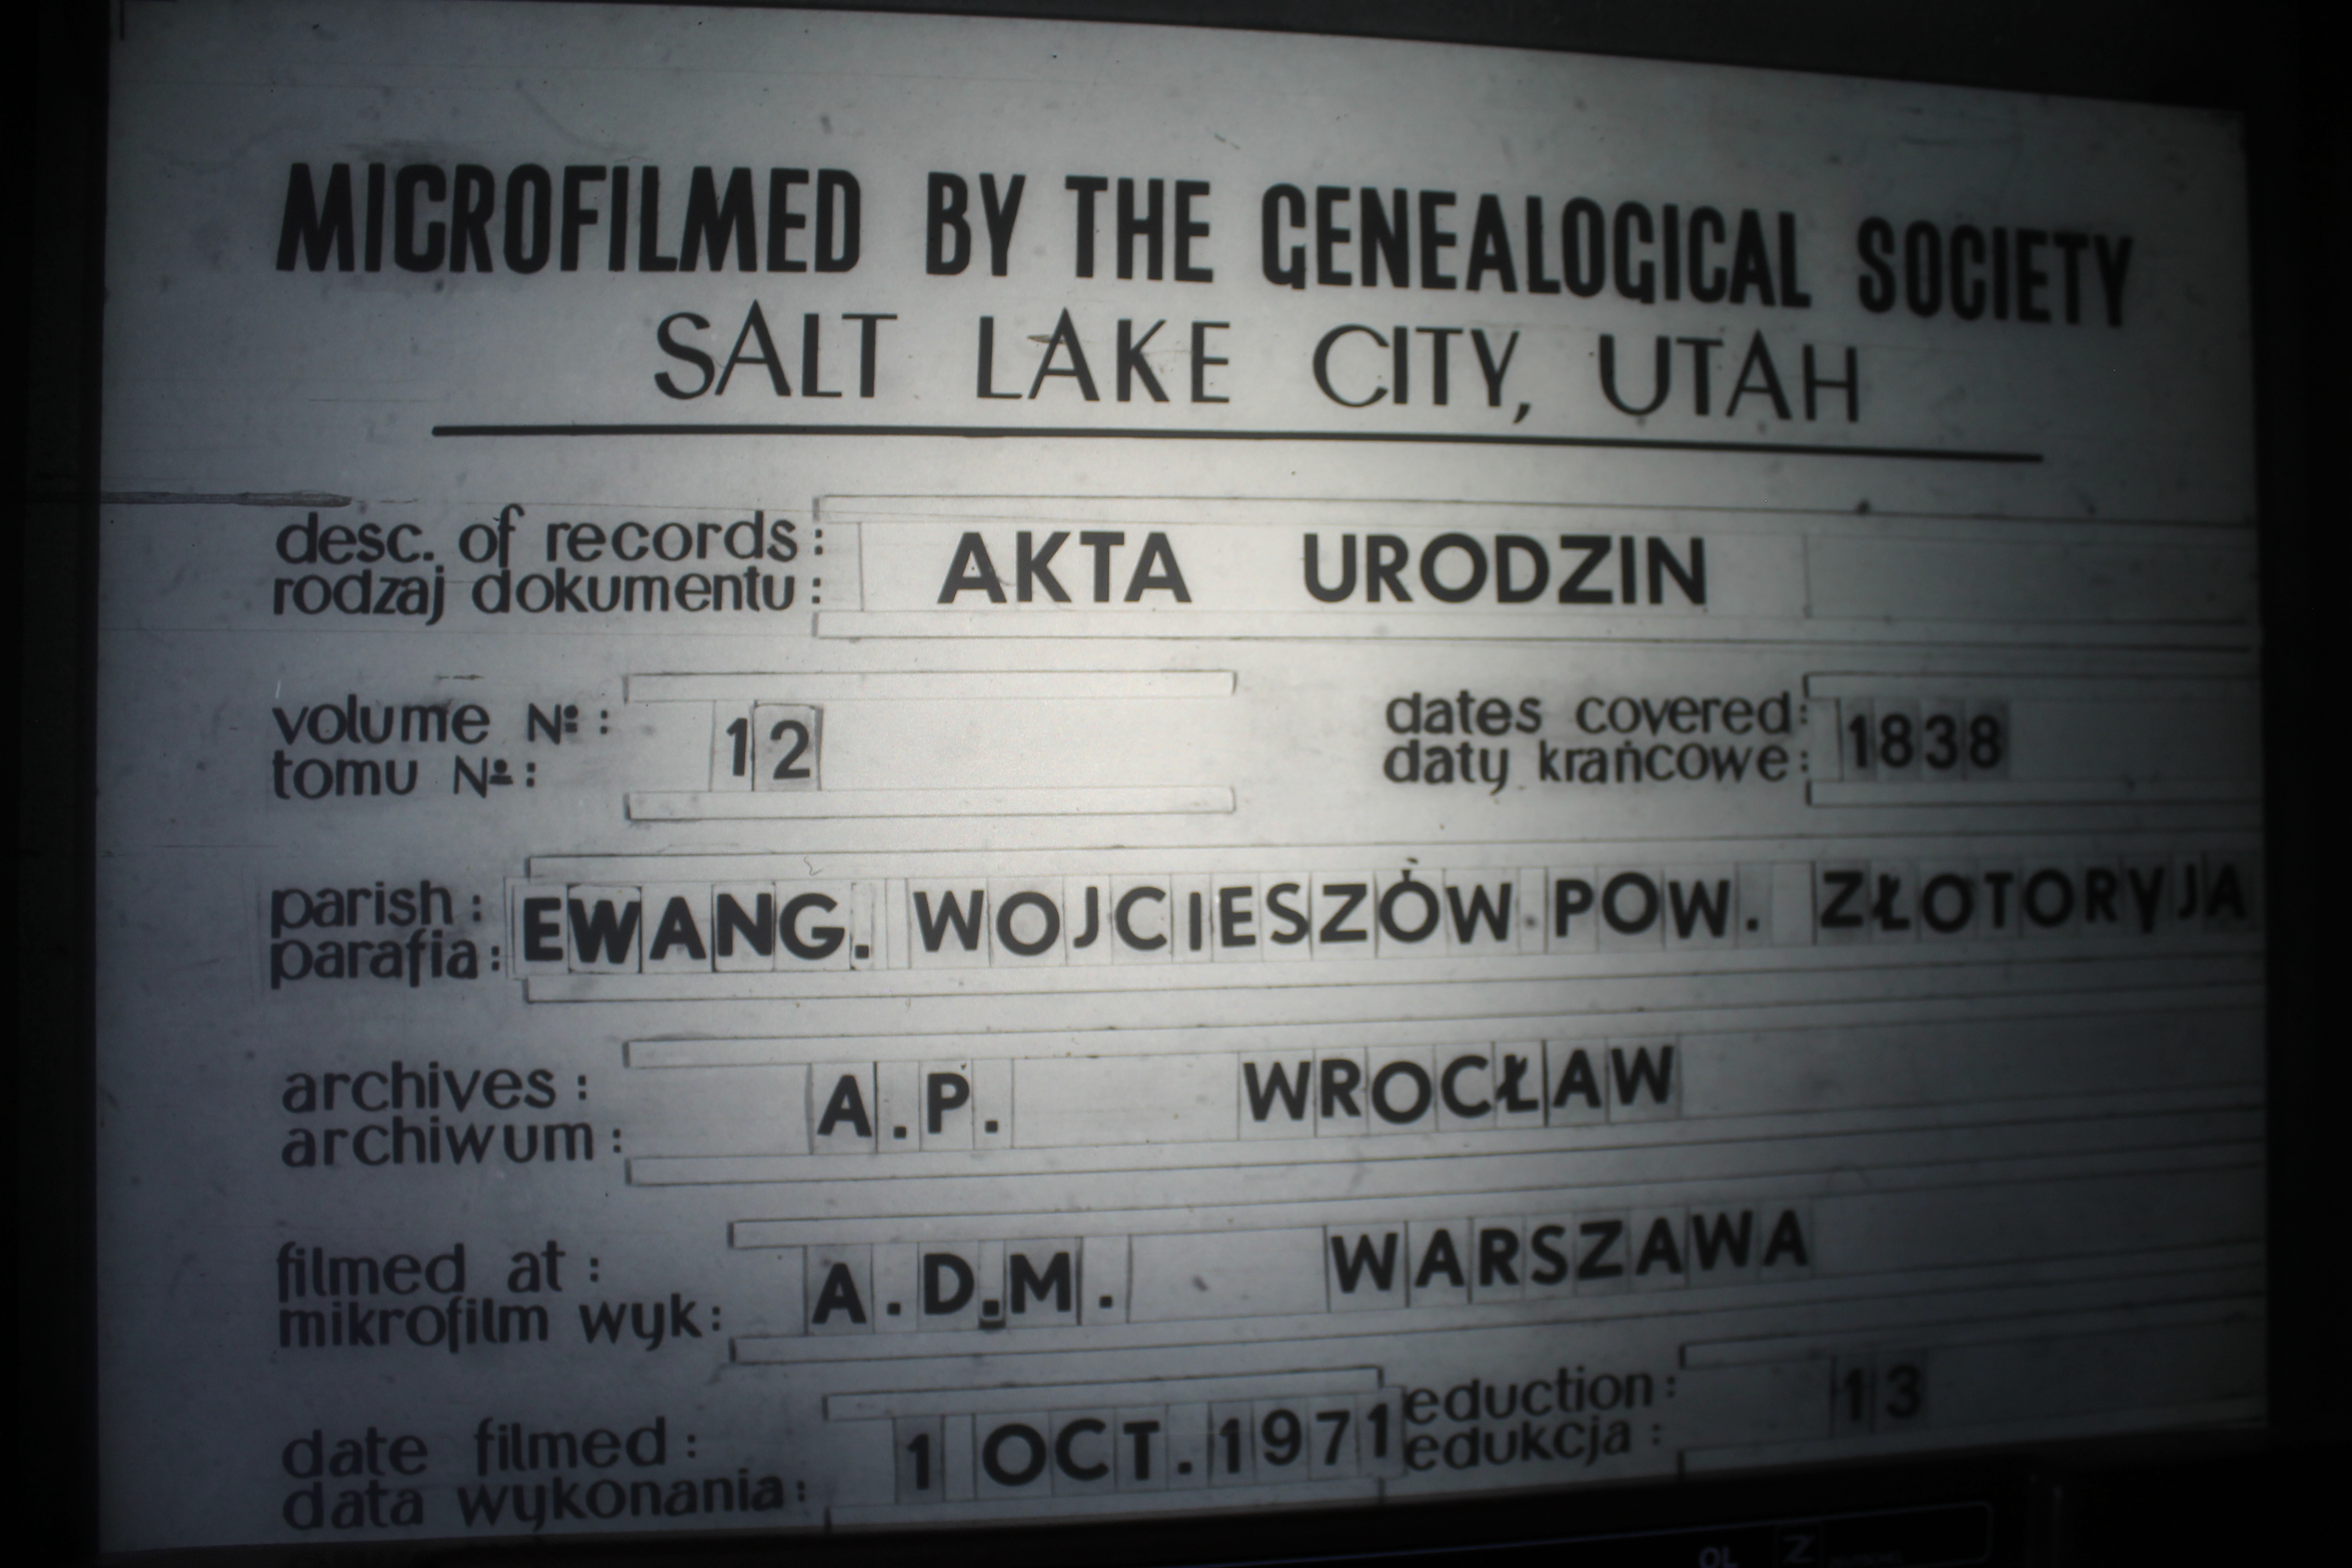 MICROFILMED BY THE GENEALOGICAL SOCIETY
SALT LAKE CITY, UTAH
desc. of records: AKTA URODZIN
rodzaj dokumentu:
volume №: 12 dates covered: 1838
tomu №: daty krańcowe:
parish: EWANG. WOJCIESZÓW. POW. ZŁOTORYJA
parafia:
archives: A.P. WROCŁAW
archiwum:
filmed at: A.D.M. WARSZAWA
mikrofilm wyk:
date filmed: 1 OCT. 1971 eduction: 13
data wykonania: edukcja:
OL Z